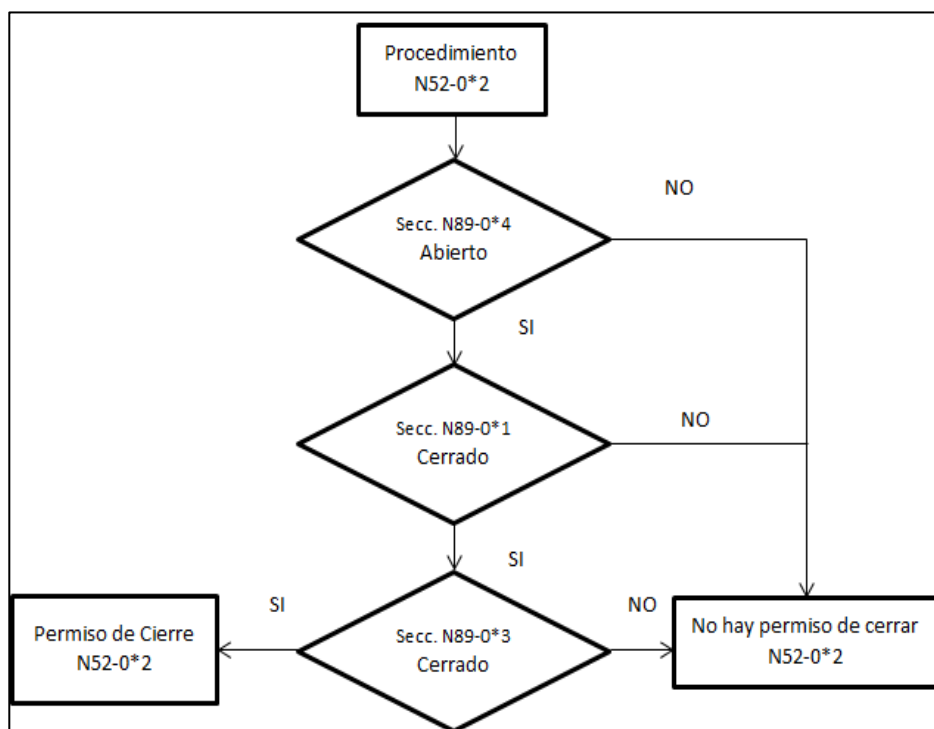 Procedimiento
N52-0*2
NO
Secc. N89-0*4
Abierto
SI
Secc. N89-0*1
Cerrado
NO
SI
SI
NO
Permiso de Cierre
N52-0*2
Secc. N89-0*3
Cerrado
No hay permiso de cerrar
N52-0*2